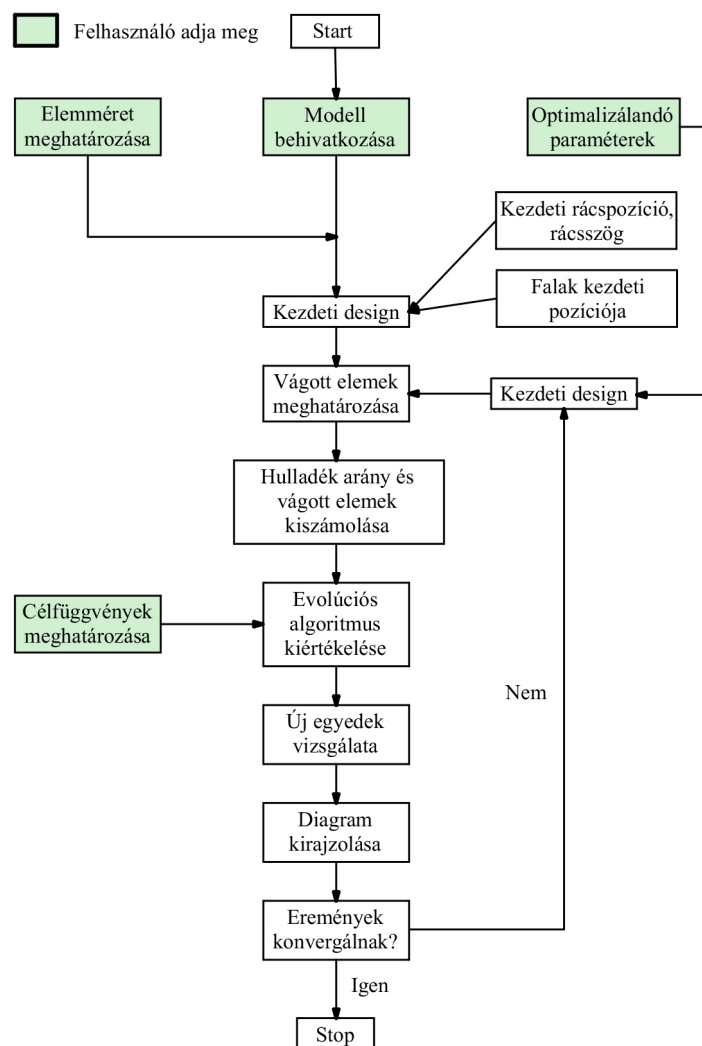 Felhasználó adja meg
Start
Elemméret
meghatározása
Modell
behivatkozása
Optimalizálandó
paraméterek
Kezdeti rácspozíció,
rácsszög
Falak kezdeti
pozíciója
Kezdeti design
Vágott elemek
meghatározása
Kezdeti design
Hulladék arány és
vágott elemek
kiszámolása
Célfüggvények
meghatározása
Evolúciós
algoritmus
kiértékelése
Nem
Új egyedek
vizsgálata
Diagram
kirajzolása
Eremények
konvergálnak?
Igen
Stop